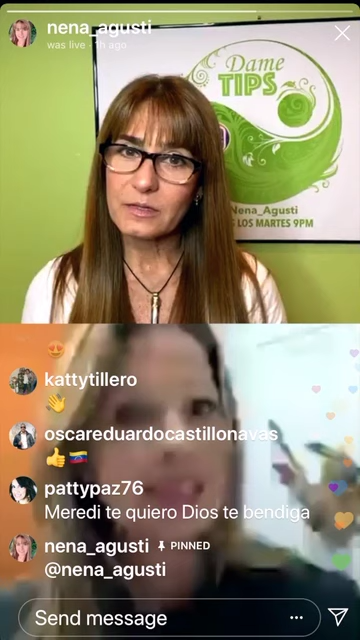 nena_agusti
was live · 1h ago
Dame
TIPS
Nena_Agusti
LOS MARTES 9PM
kattytillero
oscareduardocastillonavas
pattypaz76
Meredi te quiero Dios te bendiga
nena_agusti PINNED
@nena_agusti
Send message